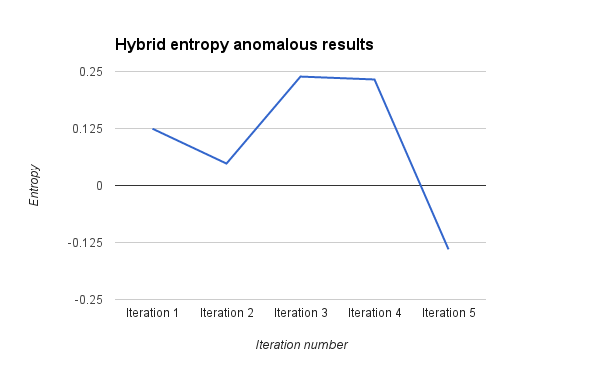 Hybrid entropy anomalous results
0.25
0.125
0
-0.125
-0.25
Entropy
Iteration 1 Iteration 2 Iteration 3 Iteration 4 Iteration 5
Iteration number